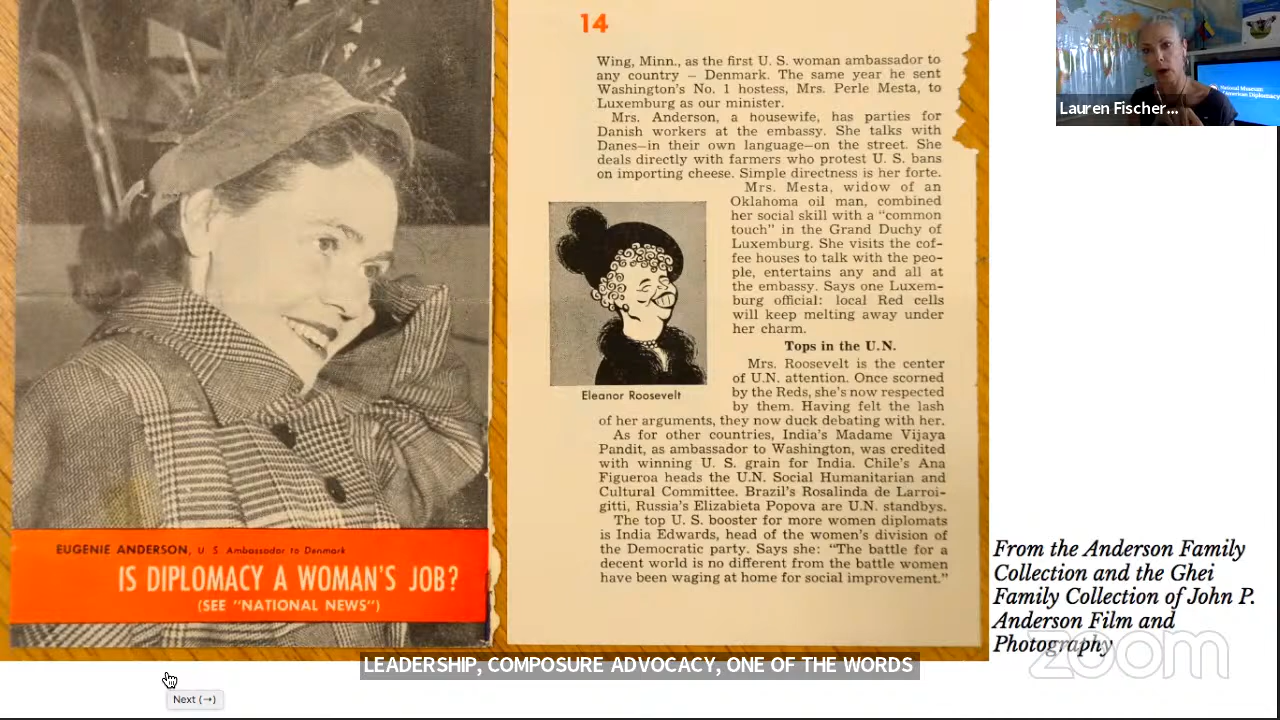 EUGENIE ANDERSON, U S Ambassador to Denmark
IS DIPLOMACY A WOMAN'S JOB?
(SEE "NATIONAL NEWS")
14
Wing, Minn., as the first U. S. woman ambassador to
any country – Denmark. The same year he sent
Washington's No. 1 hostess, Mrs. Perle Mesta, to
Luxemburg as our minister.
Mrs. Anderson, a housewife, has parties for
Danish workers at the embassy. She talks with
Danes—in their own language—on the street. She
deals directly with farmers who protest U. S. bans
on importing cheese. Simple directness is her forte.
Mrs. Mesta, widow of an
Oklahoma oil man, combined
her social skill with a "common
touch" in the Grand Duchy of
Luxemburg. She visits the cof-
fee houses to talk with the peo-
ple, entertains any and all at
the embassy. Says one Luxem-
burg official: local Red cells
will keep melting away under
her charm.
Tops in the U.N.
Mrs. Roosevelt is the center
of U.N. attention. Once scorned
by the Reds, she's now respected
by them. Having felt the lash
of her arguments, they now duck debating with her.
As for other countries, India's Madame Vijaya
Pandit, as ambassador to Washington, was credited
with winning U. S. grain for India. Chile's Ana
Figueroa heads the U.N. Social Humanitarian and
Cultural Committee. Brazil's Rosalinda de Larroi-
gitti, Russia's Elizabieta Popova are U.N. standbys.
The top U. S. booster for more women diplomats
is India Edwards, head of the women's division of
the Democratic party. Says she: "The battle for a
decent world is no different from the battle women
have been waging at home for social improvement."
Eleanor Roosevelt
National Museum
of American Diplomacy
Lauren Fischer...
From the Anderson Family
Collection and the Ghei
Family Collection of John P.
Anderson Film and
Photography
zoom
LEADERSHIP, COMPOSURE ADVOCACY, ONE OF THE WORDS
Next (→)